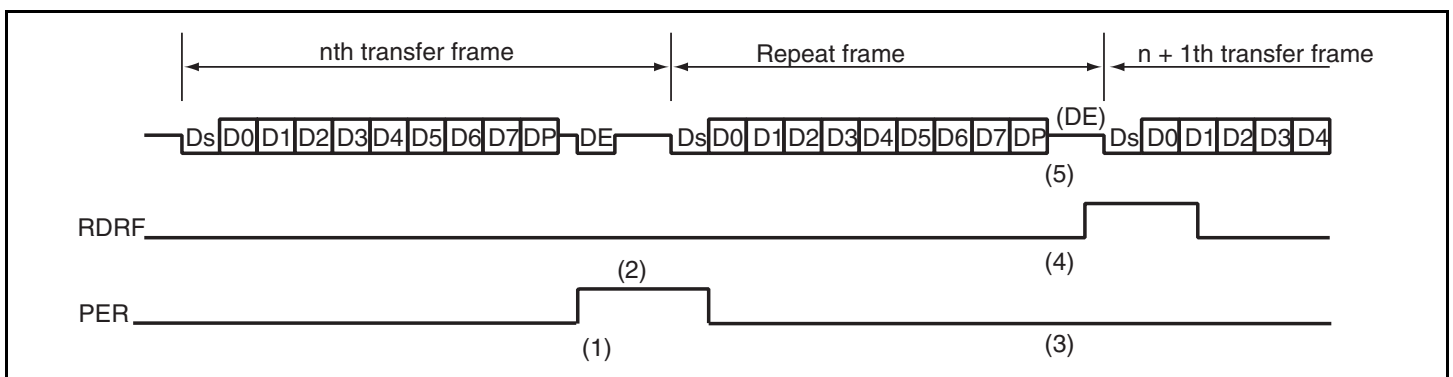 nth transfer frame Repeat frame n + 1th transfer frame
(DE)
Ds D0 D1 D2 D3 D4 D5 D6 D7 DP DE Ds D0 D1 D2 D3 D4 D5 D6 D7 DP Ds D0 D1 D2 D3 D4
(5)
RDRF
(4)
(2)
PER
(1) (3)